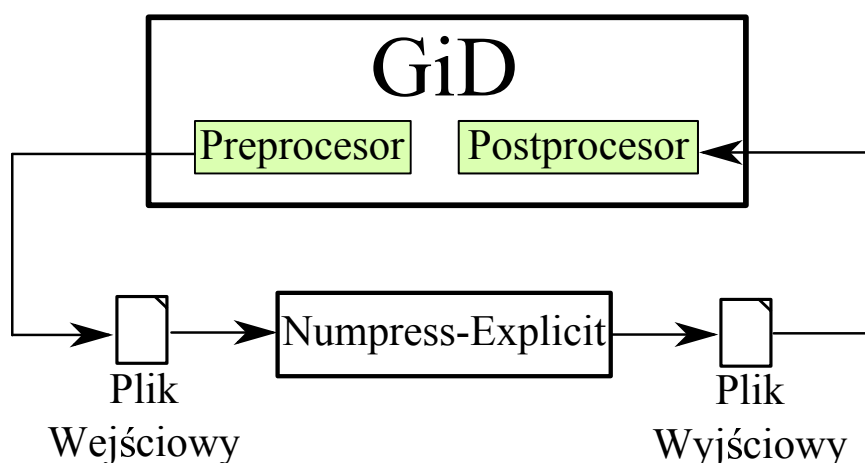 GiD
Preprocesor
Postprocesor
Numpress-Explicit
Plik
Wejściowy
Plik
Wyjściowy